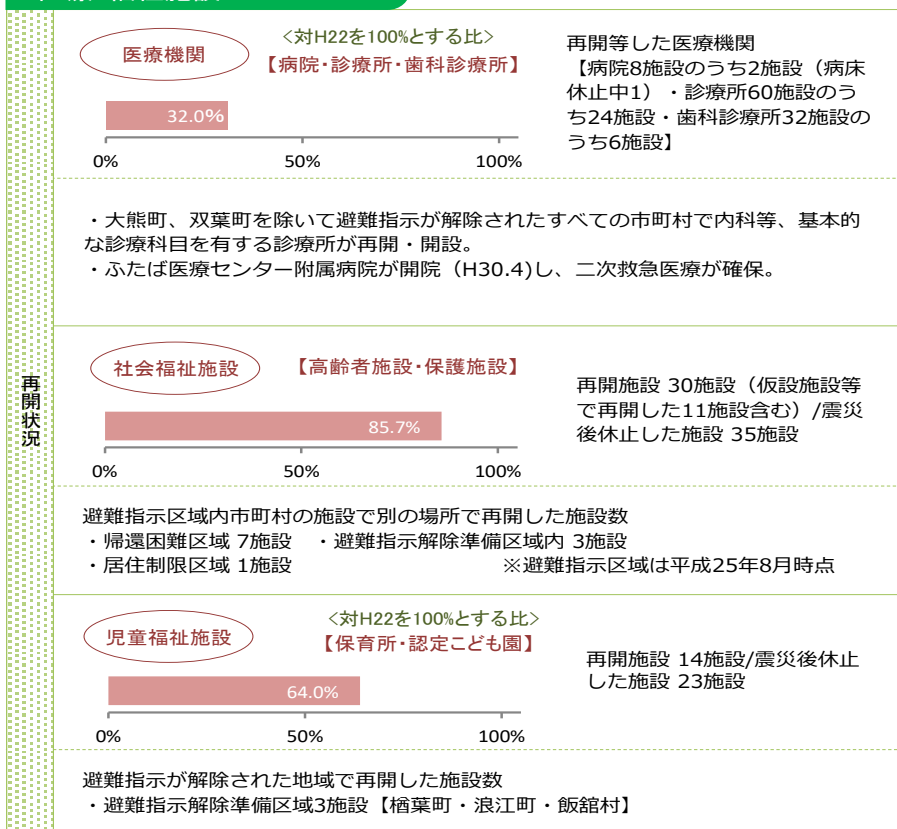 再開状況
医療機関
<対H22を100%とする比>
【病院・診療所・歯科診療所】
32.0%
0% 50% 100%
再開等した医療機関
【病院8施設のうち2施設（病床
休止中1）・診療所60施設のう
ち24施設・歯科診療所32施設の
うち6施設】
・大熊町、双葉町を除いて避難指示が解除されたすべての市町村で内科等、基本的
な診療科目を有する診療所が再開・開設。
・ふたば医療センター附属病院が開院（H30.4)し、二次救急医療が確保。
社会福祉施設
【高齢者施設・保護施設】
85.7%
0% 50% 100%
再開施設 30施設（仮設施設等
で再開した11施設含む）/震災
後休止した施設 35施設
避難指示区域内市町村の施設で別の場所で再開した施設数
・帰還困難区域 7施設 ・避難指示解除準備区域内 3施設
・居住制限区域 1施設 ※避難指示区域は平成25年8月時点
児童福祉施設
<対H22を100%とする比>
【保育所・認定こども園】
64.0%
0% 50% 100%
再開施設 14施設/震災後休止
した施設 23施設
避難指示が解除された地域で再開した施設数
・避難指示解除準備区域3施設【楢葉町・浪江町・飯舘村】